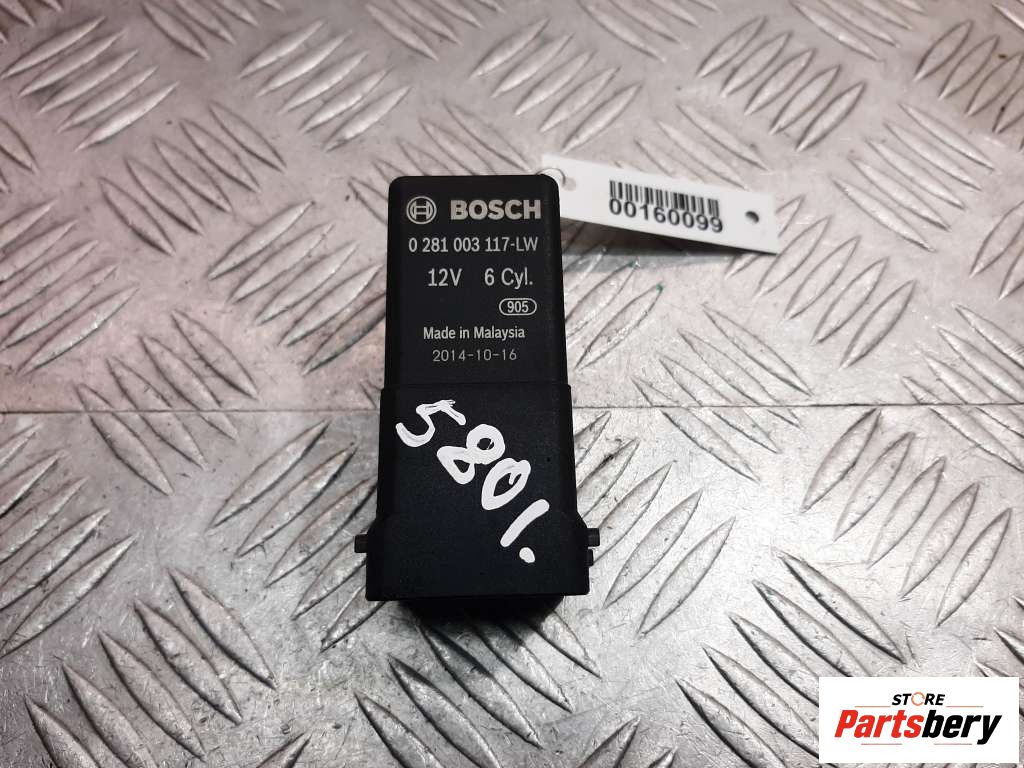 BOSCH
0 281 003 117-LW
12V 6 Cyl.
905
Made in Malaysia
2014-10-16
5801.
00160099
STORE
Partsbery